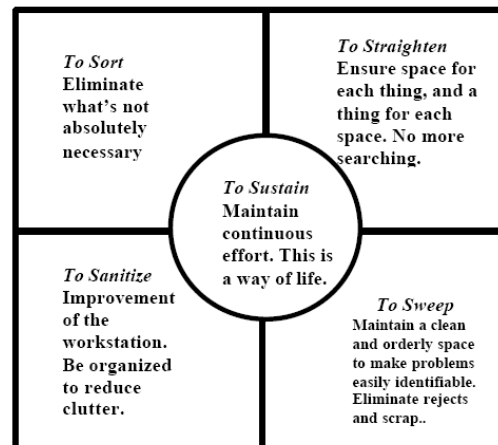 To Sort
Eliminate
what's not
absolutely
necessary
To Straighten
Ensure space for
each thing, and a
thing for each
space. No more
searching.
To Sustain
Maintain
continuous
effort. This is
a way of life.
To Sanitize
Improvement
of the
workstation.
Be organized
to reduce
clutter.
To Sweep
Maintain a clean
and orderly space
to make problems
easily identifiable.
Eliminate rejects
and scrap..